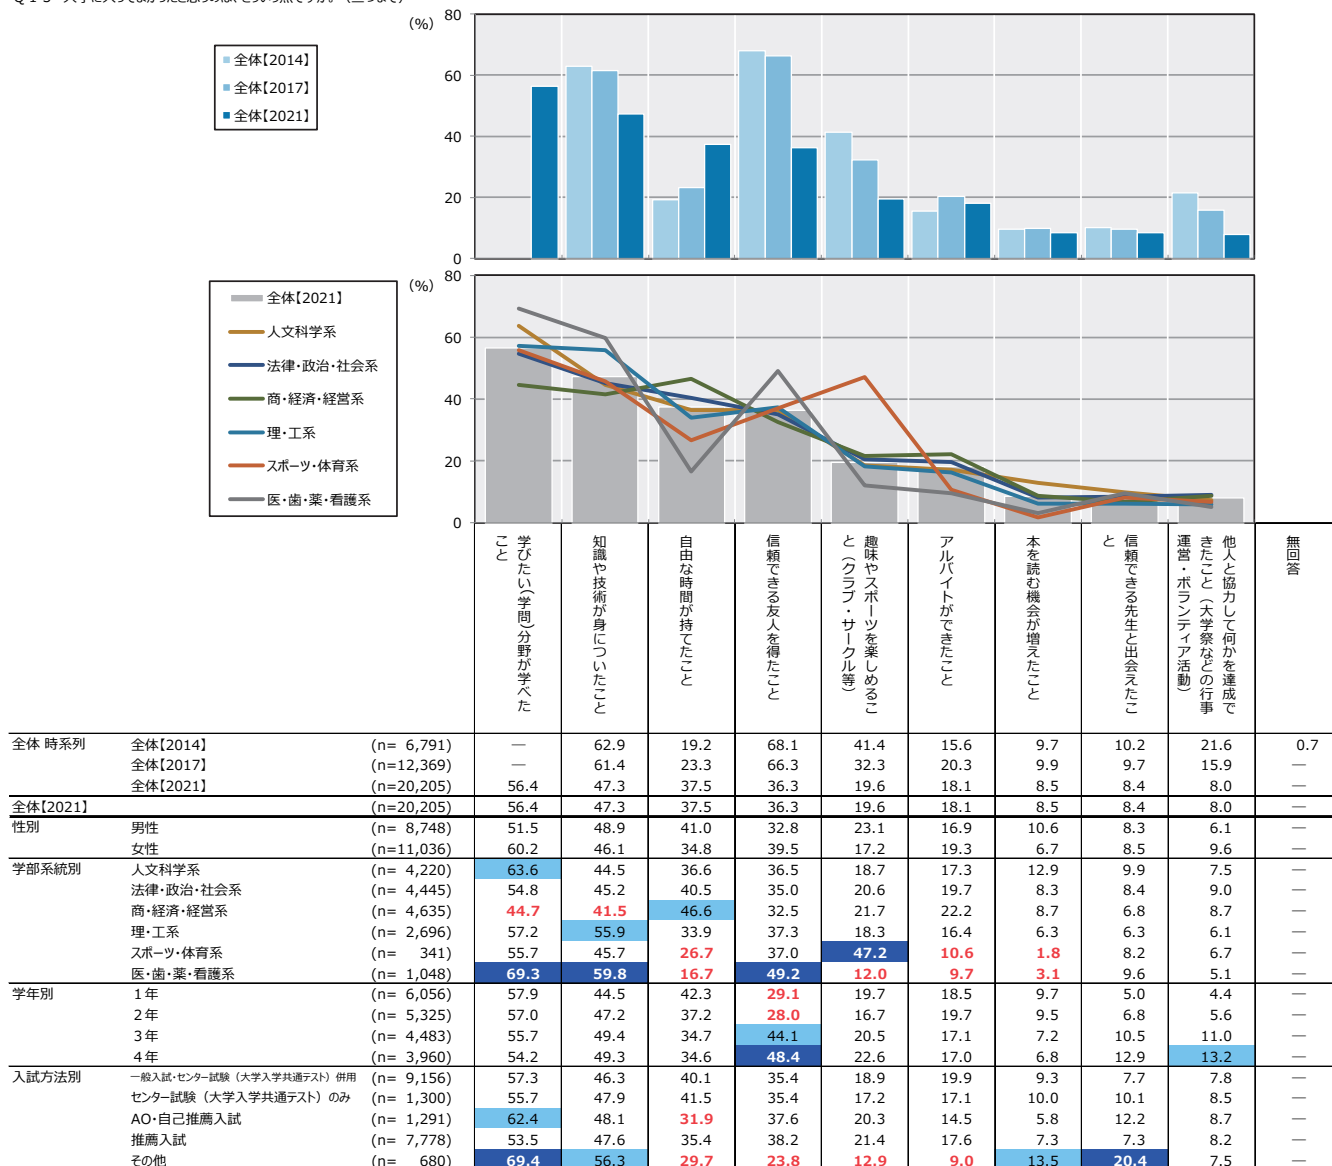 (%)
80
60
40
20
0
全体【2014】
全体【2017】
全体【2021】
(%)
80
60
40
20
0
全体【2021】
人文科学系
法律・政治・社会系
商・経済・経営系
理・工系
スポーツ・体育系
医・歯・薬・看護系
学びたい(学問)分野が学べた
こと
知識や技術が身についたこと
自由な時間が持てたこと
信頼できる友人を得たこと
趣味やスポーツを楽しめるこ
と(クラブ・サークル等)
アルバイトができたこと
本を読む機会が増えたこと
信頼できる先生と出会えたこ
と
他人と協力して何かを達成で
きたこと(大学祭などの行事
運営・ボランティア活動)
無回答
全体 時系列 全体【2014】 (n= 6,791) — 62.9 19.2 68.1 41.4 15.6 9.7 10.2 21.6 0.7
全体【2017】 (n=12,369) — 61.4 23.3 66.3 32.3 20.3 9.9 9.7 15.9 —
全体【2021】 (n=20,205) 56.4 47.3 37.5 36.3 19.6 18.1 8.5 8.4 8.0 —
全体【2021】 (n=20,205) 56.4 47.3 37.5 36.3 19.6 18.1 8.5 8.4 8.0 —
性別 男性 (n= 8,748) 51.5 48.9 41.0 32.8 23.1 16.9 10.6 8.3 6.1 —
女性 (n=11,036) 60.2 46.1 34.8 39.5 17.2 19.3 6.7 8.5 9.6 —
学部系統別 人文科学系 (n= 4,220) 63.6 44.5 36.6 36.5 18.7 17.3 12.9 9.9 7.5 —
法律・政治・社会系 (n= 4,445) 54.8 45.2 40.5 35.0 20.6 19.7 8.3 8.4 9.0 —
商・経済・経営系 (n= 4,635) 44.7 41.5 46.6 32.5 21.7 22.2 8.7 6.8 8.7 —
理・工系 (n= 2,696) 57.2 55.9 33.9 37.3 18.3 16.4 6.3 6.3 6.1 —
スポーツ・体育系 (n= 341) 55.7 45.7 26.7 37.0 47.2 10.6 1.8 8.2 6.7 —
医・歯・薬・看護系 (n= 1,048) 69.3 59.8 16.7 49.2 12.0 9.7 3.1 9.6 5.1 —
学年別 1年 (n= 6,056) 57.9 44.5 42.3 29.1 19.7 18.5 9.7 5.0 4.4 —
2年 (n= 5,325) 57.0 47.2 37.2 28.0 16.7 19.7 9.5 6.8 5.6 —
3年 (n= 4,483) 55.7 49.4 34.7 44.1 20.5 17.1 7.2 10.5 11.0 —
4年 (n= 3,960) 54.2 49.3 34.6 48.4 22.6 17.0 6.8 12.9 13.2 —
入試方法別 一般入試・センター試験(大学入学共通テスト)併用 (n= 9,156) 57.3 46.3 40.1 35.4 18.9 19.9 9.3 7.7 7.8 —
センター試験(大学入学共通テスト)のみ (n= 1,300) 55.7 47.9 41.5 35.4 17.2 17.1 10.0 10.1 8.5 —
AO・自己推薦入試 (n= 1,291) 62.4 48.1 31.9 37.6 20.3 14.5 5.8 12.2 8.7 —
推薦入試 (n= 7,778) 53.5 47.6 35.4 38.2 21.4 17.6 7.3 7.3 8.2 —
その他 (n= 680) 69.4 56.3 29.7 23.8 12.9 9.0 13.5 20.4 7.5 —